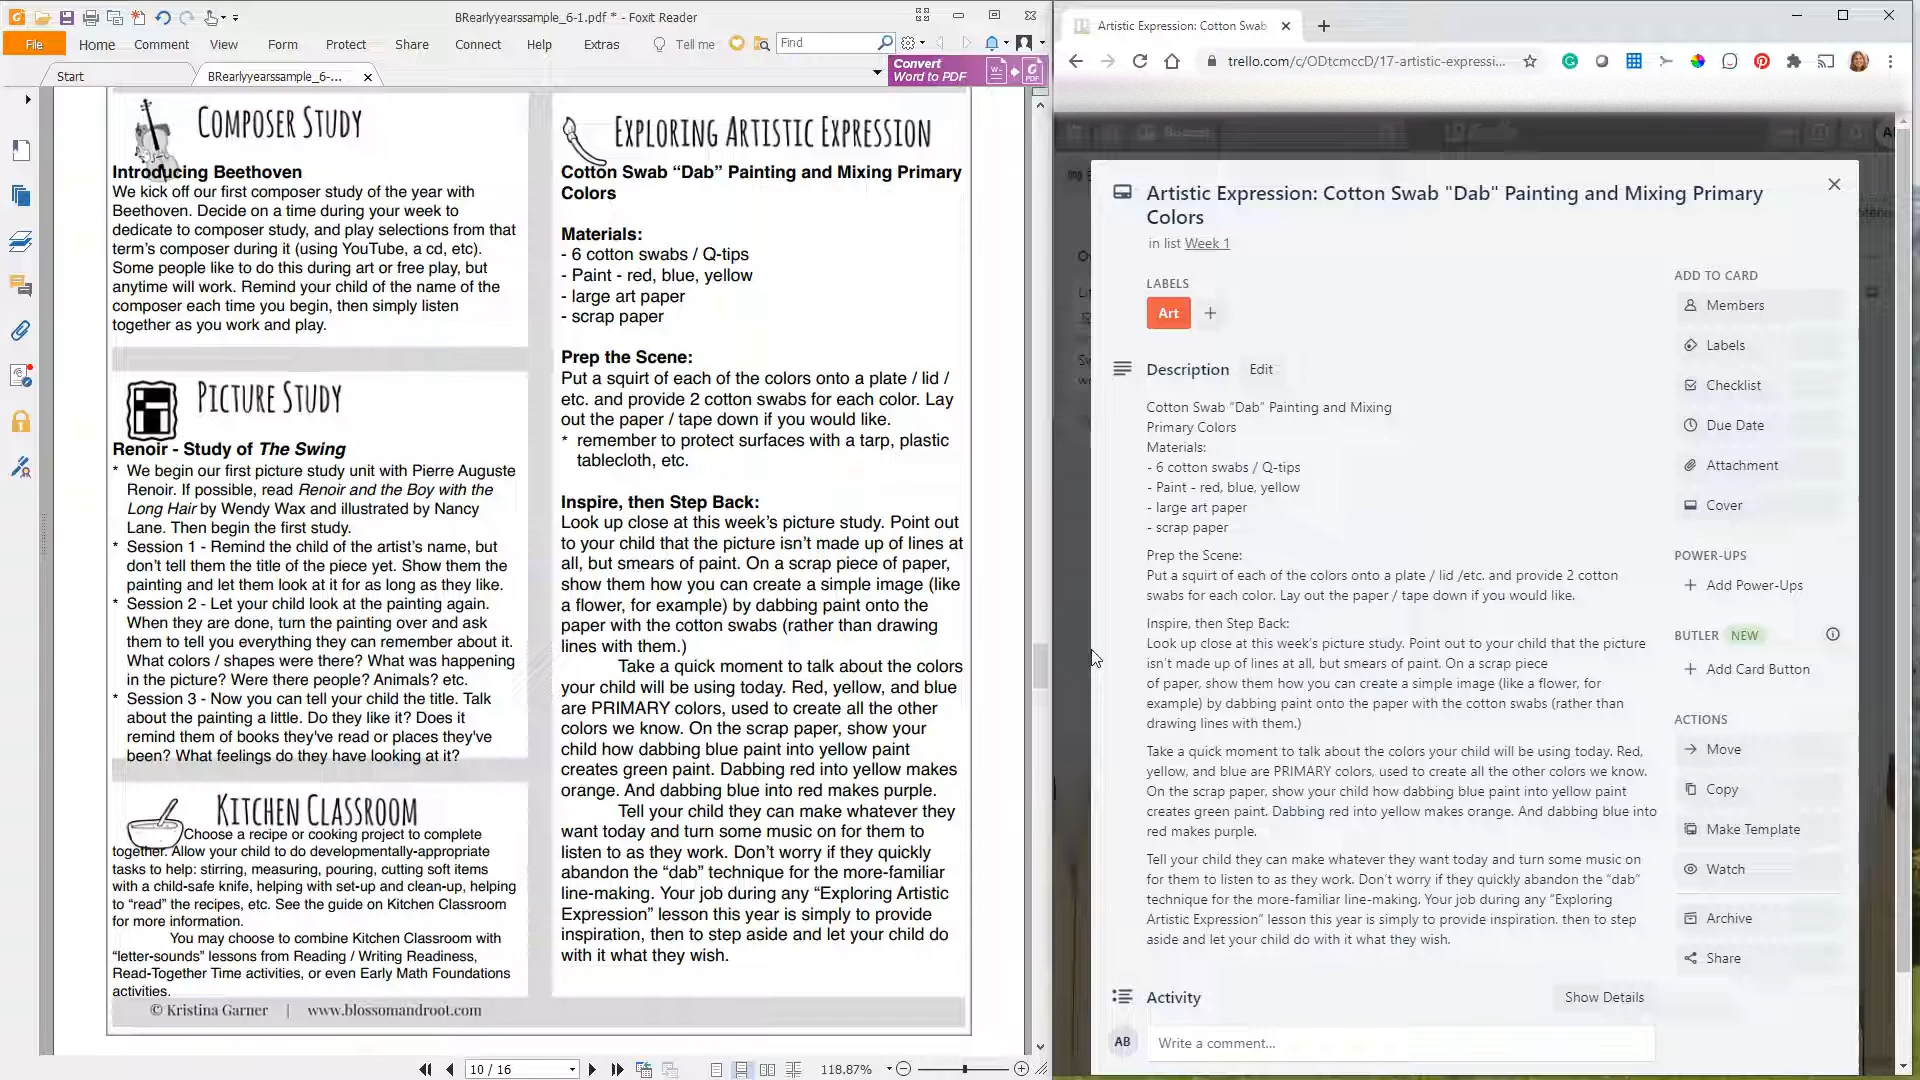 BRearlyyearssample_6-1.pdf * - Foxit Reader
File Home Comment View Form Protect Share Connect Help Extras Tell me Find
Start BRearlyyearssample_6-...
Convert
Word to PDF
COMPOSER STUDY
Introducing Beethoven
We kick off our first composer study of the year with
Beethoven. Decide on a time during your week to
dedicate to composer study, and play selections from that
term's composer during it (using YouTube, a cd, etc).
Some people like to do this during art or free play, but
anytime will work. Remind your child of the name of the
composer each time you begin, then simply listen
together as you work and play.
PICTURE STUDY
Renoir - Study of The Swing
* We begin our first picture study unit with Pierre Auguste
Renoir. If possible, read Renoir and the Boy with the
Long Hair by Wendy Wax and illustrated by Nancy
Lane. Then begin the first study.
* Session 1 - Remind the child of the artist's name, but
don't tell them the title of the piece yet. Show them the
painting and let them look at it for as long as they like.
* Session 2 - Let your child look at the painting again.
When they are done, turn the painting over and ask
them to tell you everything they can remember about it.
What colors / shapes were there? What was happening
in the picture? Were there people? Animals? etc.
* Session 3 - Now you can tell your child the title. Talk
about the painting a little. Do they like it? Does it
remind them of books they've read or places they've
been? What feelings do they have looking at it?
KITCHEN CLASSROOM
Choose a recipe or cooking project to complete
together. Allow your child to do developmentally-appropriate
tasks to help: stirring, measuring, pouring, cutting soft items
with a child-safe knife, helping with set-up and clean-up, helping
to "read" the recipes, etc. See the guide on Kitchen Classroom
for more information.
You may choose to combine Kitchen Classroom with
"letter-sounds" lessons from Reading / Writing Readiness,
Read-Together Time activities, or even Early Math Foundations
activities.
EXPLORING ARTISTIC EXPRESSION
Cotton Swab “Dab” Painting and Mixing Primary
Colors
Materials:
- 6 cotton swabs / Q-tips
- Paint - red, blue, yellow
- large art paper
- scrap paper
Prep the Scene:
Put a squirt of each of the colors onto a plate / lid /
etc. and provide 2 cotton swabs for each color. Lay
out the paper / tape down if you would like.
* remember to protect surfaces with a tarp, plastic
tablecloth, etc.
Inspire, then Step Back:
Look up close at this week's picture study. Point out
to your child that the picture isn't made up of lines at
all, but smears of paint. On a scrap piece of paper,
show them how you can create a simple image (like
a flower, for example) by dabbing paint onto the
paper with the cotton swabs (rather than drawing
lines with them.)
Take a quick moment to talk about the colors
your child will be using today. Red, yellow, and blue
are PRIMARY colors, used to create all the other
colors we know. On the scrap paper, show your
child how dabbing blue paint into yellow paint
creates green paint. Dabbing red into yellow makes
orange. And dabbing blue into red makes purple.
Tell your child they can make whatever they
want today and turn some music on for them to
listen to as they work. Don't worry if they quickly
abandon the “dab” technique for the more-familiar
line-making. Your job during any “Exploring Artistic
Expression” lesson this year is simply to provide
inspiration, then to step aside and let your child do
with it what they wish.
© Kristina Garner | www.blossomandroot.com
10 / 16 118.87%
Artistic Expression: Cotton Swab
trello.com/c/ODtcmccD/17-artistic-expressi...
Artistic Expression: Cotton Swab "Dab" Painting and Mixing Primary
Colors
in list Week 1
LABELS
Art
Description Edit
Cotton Swab “Dab” Painting and Mixing
Primary Colors
Materials:
- 6 cotton swabs / Q-tips
- Paint - red, blue, yellow
- large art paper
- scrap paper
Prep the Scene:
Put a squirt of each of the colors onto a plate / lid /etc. and provide 2 cotton
swabs for each color. Lay out the paper / tape down if you would like.
Inspire, then Step Back:
Look up close at this week's picture study. Point out to your child that the picture
isn't made up of lines at all, but smears of paint. On a scrap piece
of paper, show them how you can create a simple image (like a flower, for
example) by dabbing paint onto the paper with the cotton swabs (rather than
drawing lines with them.)
Take a quick moment to talk about the colors your child will be using today. Red,
yellow, and blue are PRIMARY colors, used to create all the other colors we know.
On the scrap paper, show your child how dabbing blue paint into yellow paint
creates green paint. Dabbing red into yellow makes orange. And dabbing blue into
red makes purple.
Tell your child they can make whatever they want today and turn some music on
for them to listen to as they work. Don't worry if they quickly abandon the “dab”
technique for the more-familiar line-making. Your job during any “Exploring
Artistic Expression” lesson this year is simply to provide inspiration. then to step
aside and let your child do with it what they wish.
Activity Show Details
AB Write a comment...
ADD TO CARD
Members
Labels
Checklist
Due Date
Attachment
Cover
POWER-UPS
Add Power-Ups
BUTLER NEW
Add Card Button
ACTIONS
Move
Copy
Make Template
Watch
Archive
Share